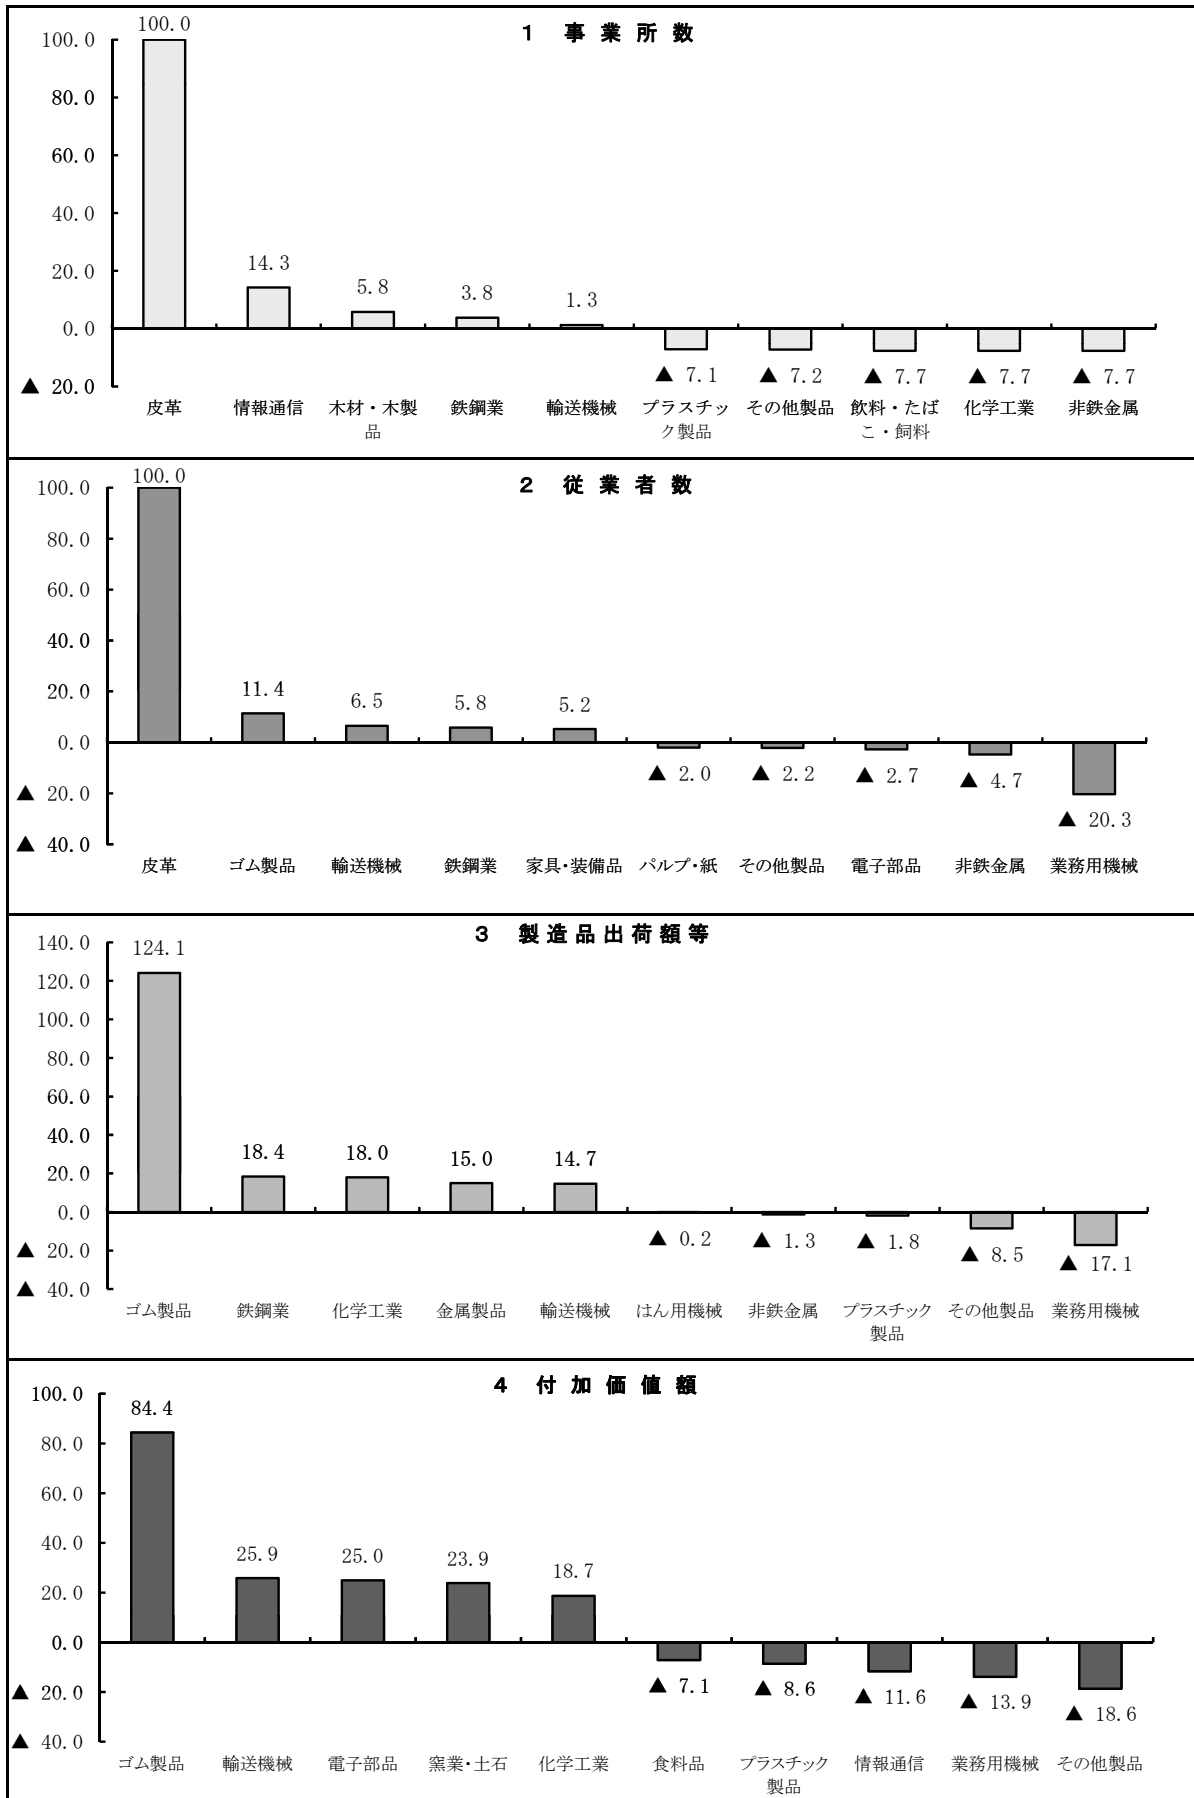 1 事業所数
100.0
80.0
60.0
40.0
20.0
0.0
▲ 20.0
100.0
14.3
5.8
3.8
1.3
▲ 7.1
▲ 7.2
▲ 7.7
▲ 7.7
▲ 7.7
皮革
情報通信
木材・木製
品
鉄鋼業
輸送機械
プラスチッ
ク製品
その他製品
飲料・たば
こ・飼料
化学工業
非鉄金属
2 従業者数
100.0
80.0
60.0
40.0
20.0
0.0
▲ 20.0
▲ 40.0
100.0
11.4
6.5
5.8
5.2
▲ 2.0
▲ 2.2
▲ 2.7
▲ 4.7
▲ 20.3
皮革
ゴム製品
輸送機械
鉄鋼業
家具・装備品
パルプ・紙
その他製品
電子部品
非鉄金属
業務用機械
3 製造品出荷額等
140.0
120.0
100.0
80.0
60.0
40.0
20.0
0.0
▲ 20.0
▲ 40.0
124.1
18.4
18.0
15.0
14.7
▲ 0.2
▲ 1.3
▲ 1.8
▲ 8.5
▲ 17.1
ゴム製品
鉄鋼業
化学工業
金属製品
輸送機械
はん用機械
非鉄金属
プラスチック
製品
その他製品
業務用機械
4 付加価値額
100.0
80.0
60.0
40.0
20.0
0.0
▲ 20.0
▲ 40.0
84.4
25.9
25.0
23.9
18.7
▲ 7.1
▲ 8.6
▲ 11.6
▲ 13.9
▲ 18.6
ゴム製品
輸送機械
電子部品
窯業・土石
化学工業
食料品
プラスチック
製品
情報通信
業務用機械
その他製品